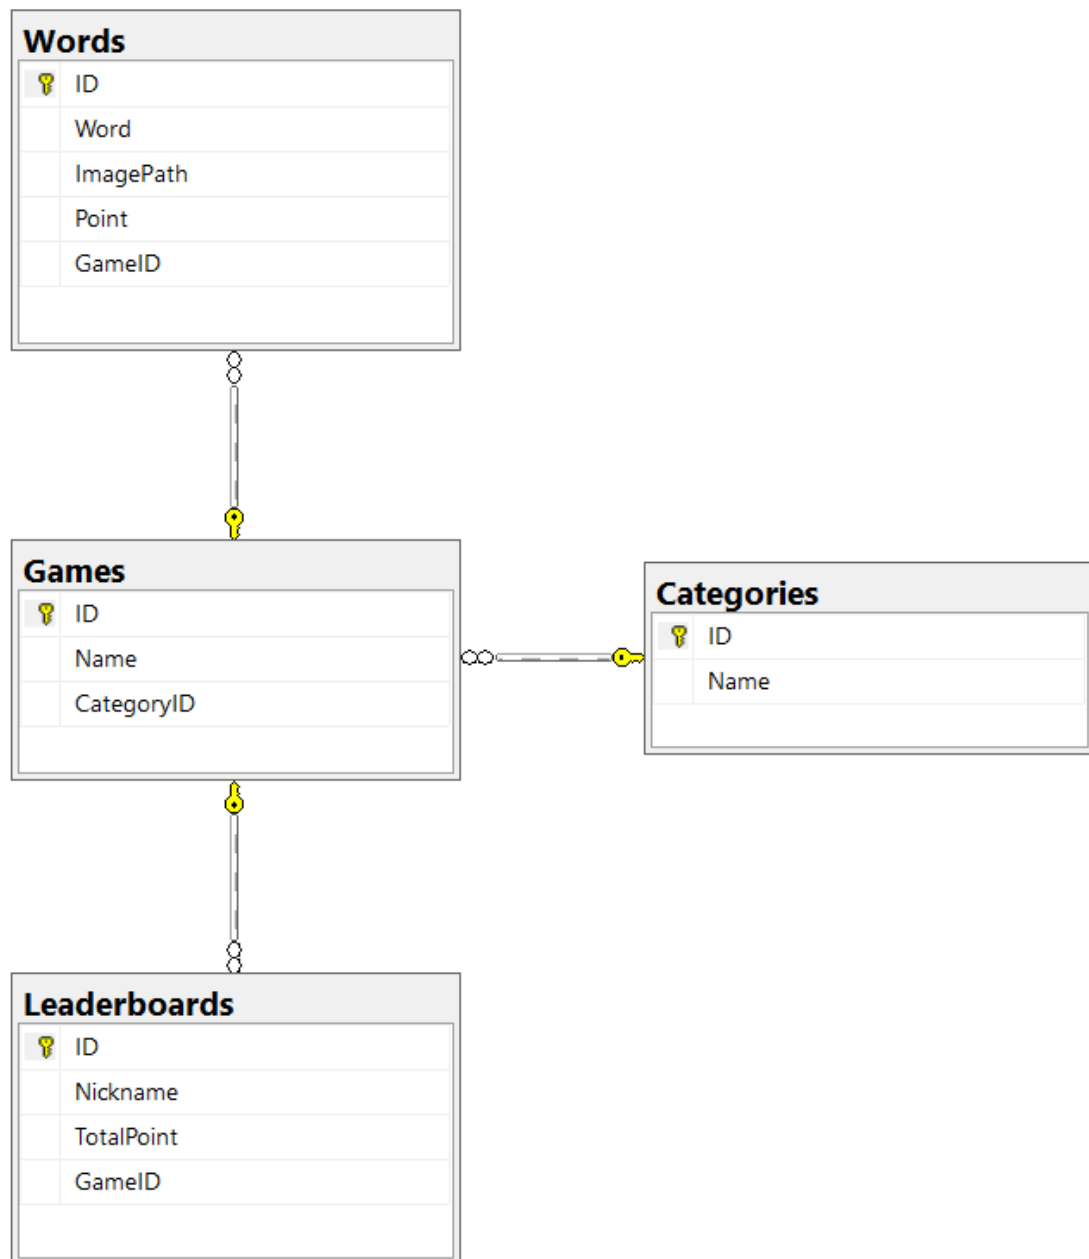 Words
ID
Word
ImagePath
Point
GameID
Games
ID
Name
CategoryID
Categories
ID
Name
Leaderboards
ID
Nickname
TotalPoint
GameID